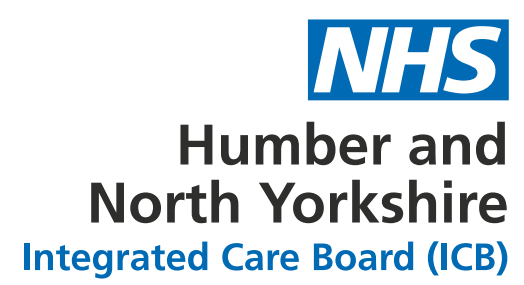 NHS
Humber and
North Yorkshire
Integrated Care Board (ICB)